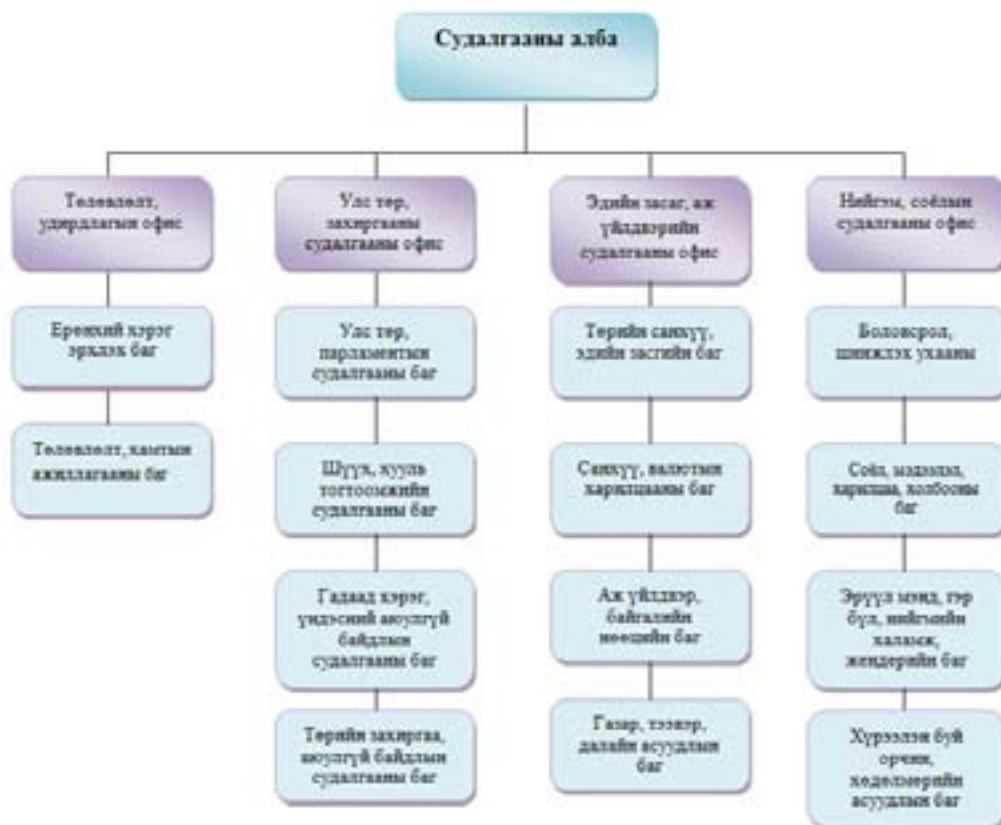 Судалгааны алба
Төлөвлөлт,
удирдлагын офис
Улс төр,
захиргааны
судалгааны офис
Эдийн засаг, аж
үйлдвэрийн
судалгааны офис
Нийгэм, соёлын
судалгааны офис
Ерөнхий хэрэг
эрхлэх баг
Төлөвлөлт, хамтын
ажиллагааны баг
Улс төр,
парламентын
судалгааны баг
Шүүх, хууль
тогтоомжийн
судалгааны баг
Гадаад хэрэг,
үндэсний аюулгүй
байдлын
судалгааны баг
Төрийн захиргаа,
аюулгүй байдлын
судалгааны баг
Төрийн санхүү,
эдийн засгийн баг
Санхүү, валютын
харилцааны баг
Аж үйлдвэр,
байгалийн
нөөцийн баг
Газар, тээвэр,
далайн асуудлын
баг
Боловсрол,
шинжлэх ухааны
Соёл, мэдээлэл,
харилцаа, холбооны
баг
Эрүүл мэнд, гэр
бүл, нийгмийн
халамж,
жендерийн баг
Хүрээлэн буй
орчин,
хөдөлмөрийн
асуудлын баг